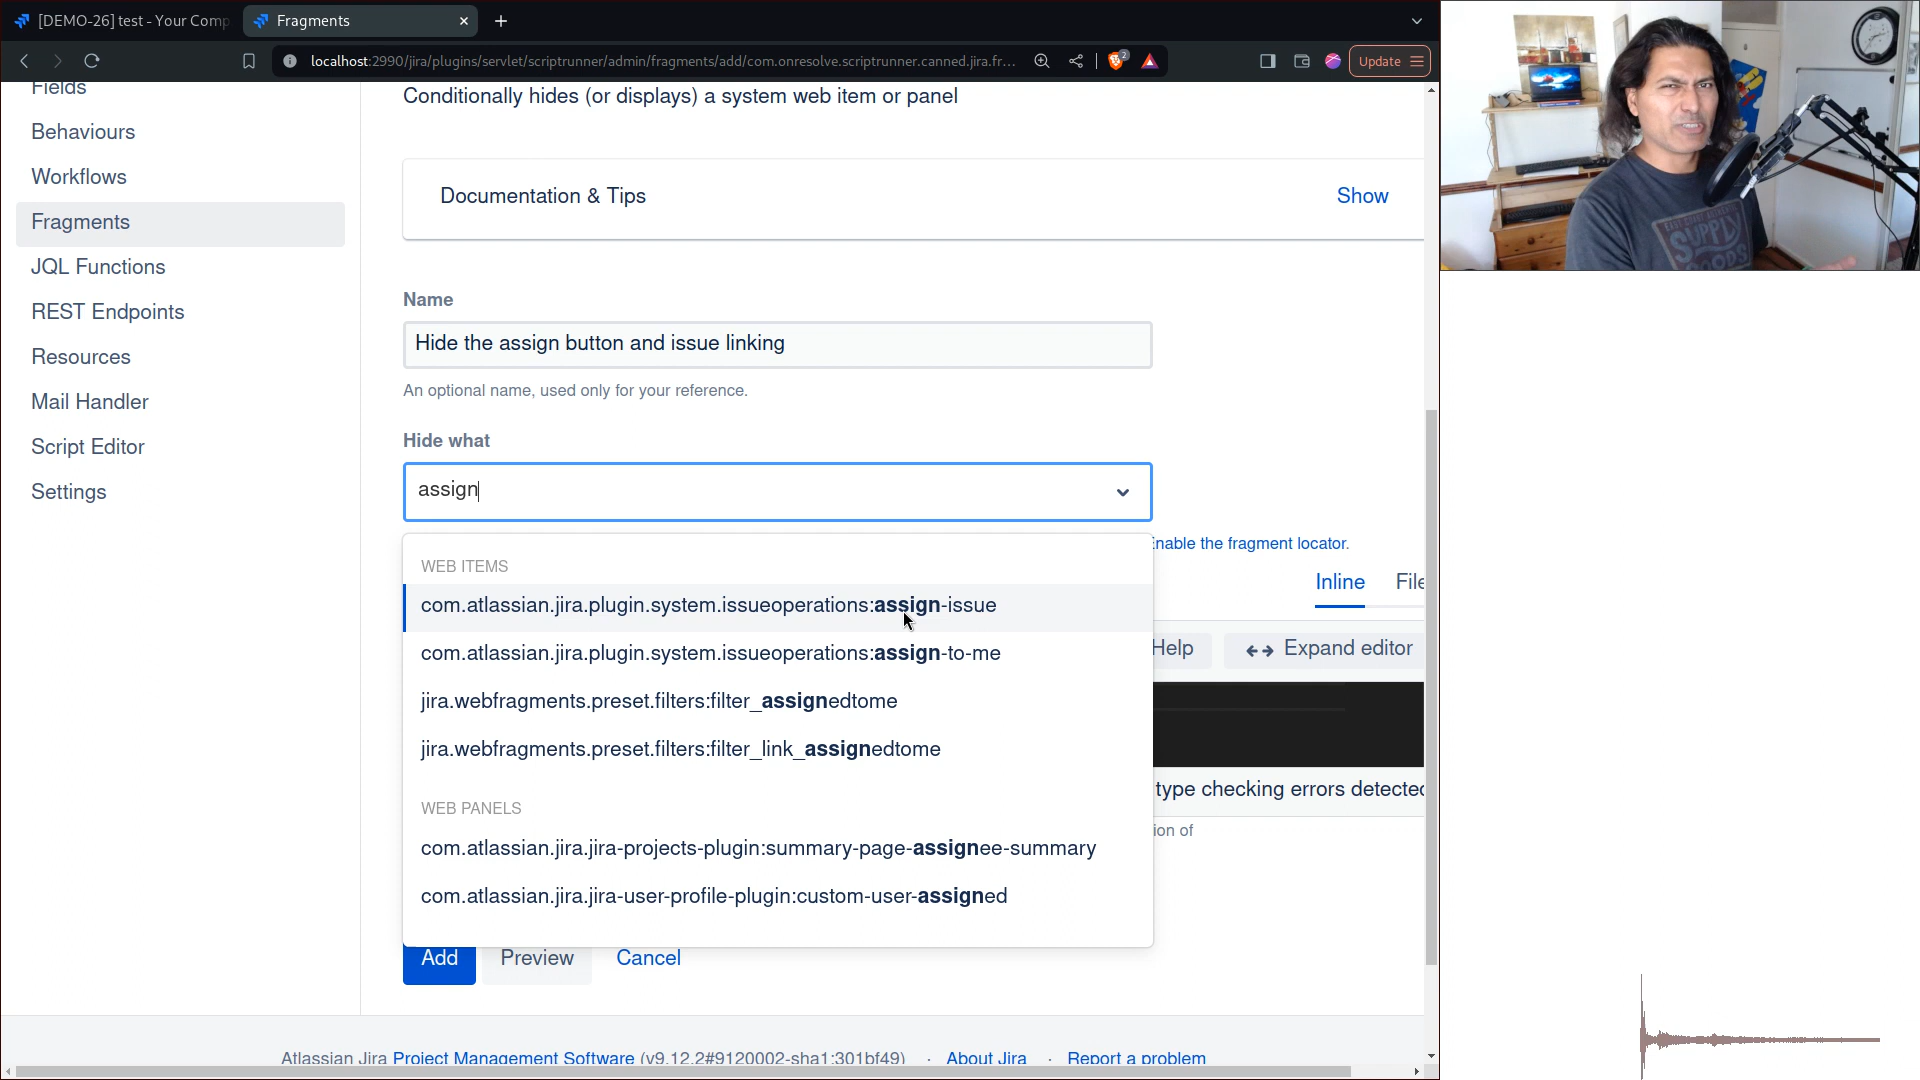 [DEMO-26] test - Your Comp
Fragments
localhost:2990/jira/plugins/servlet/scriptrunner/admin/fragments/add/com.onresolve.scriptrunner.canned.jira.fr...
2
Update
Fields
Behaviours
Workflows
Fragments
JQL Functions
REST Endpoints
Resources
Mail Handler
Script Editor
Settings
Conditionally hides (or displays) a system web item or panel
Documentation & Tips
Show
Name
Hide the assign button and issue linking
An optional name, used only for your reference.
Hide what
assign
Enable the fragment locator.
Inline
File
Help
Expand editor
WEB ITEMS
com.atlassian.jira.plugin.system.issueoperations:assign-issue
com.atlassian.jira.plugin.system.issueoperations:assign-to-me
jira.webfragments.preset.filters:filter_assignedtome
jira.webfragments.preset.filters:filter_link_assignedtome
WEB PANELS
com.atlassian.jira.jira-projects-plugin:summary-page-assignee-summary
com.atlassian.jira.jira-user-profile-plugin:custom-user-assigned
type checking errors detected
ion of
Add
Preview
Cancel
Atlassian Jira Project Management Software (v9.12.2#9120002-sha1:301bf49) · About Jira · Report a problem
SUPPLY
GOODS